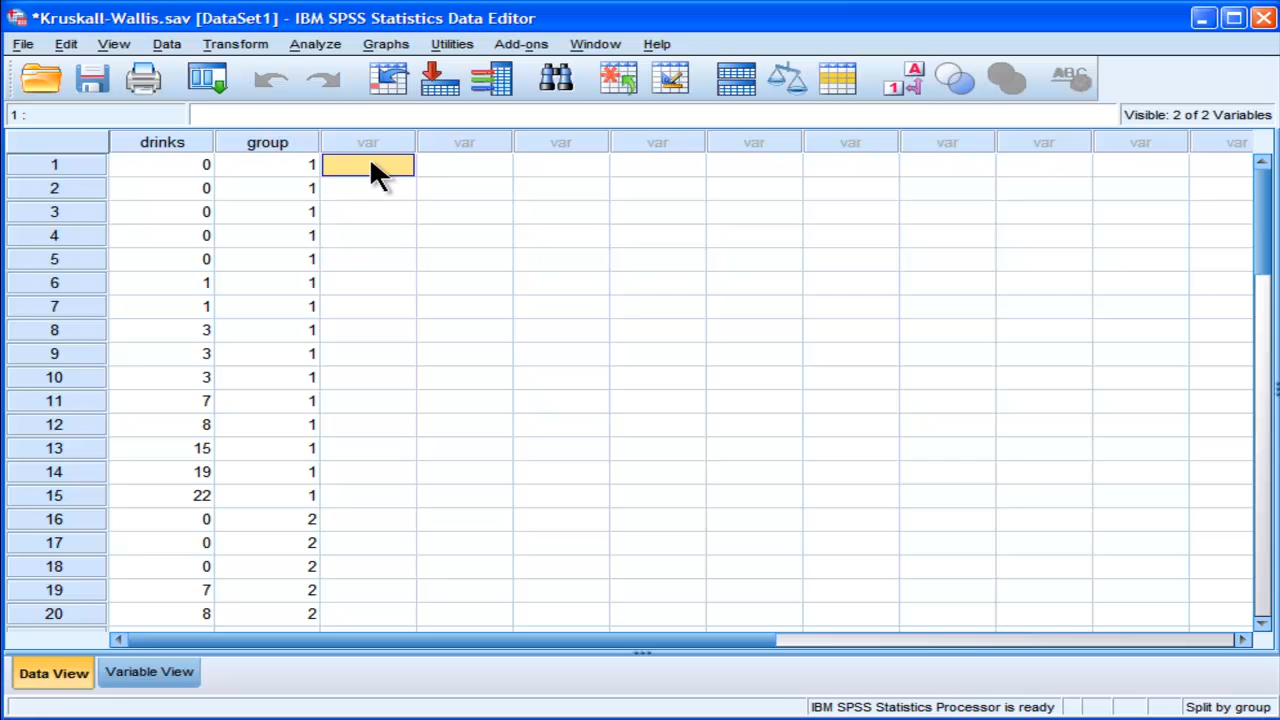 *Kruskall-Wallis.sav [DataSet1] - IBM SPSS Statistics Data Editor
File Edit View Data Transform Analyze Graphs Utilities Add-ons Window Help
A
1
ABC
1 : Visible: 2 of 2 Variables
drinks group var var var var var var var var var var
1 0 1
2 0 1
3 0 1
4 0 1
5 0 1
6 1 1
7 1 1
8 3 1
9 3 1
10 3 1
11 7 1
12 8 1
13 15 1
14 19 1
15 22 1
16 0 2
17 0 2
18 0 2
19 7 2
20 8 2
Data View Variable View
IBM SPSS Statistics Processor is ready Split by group